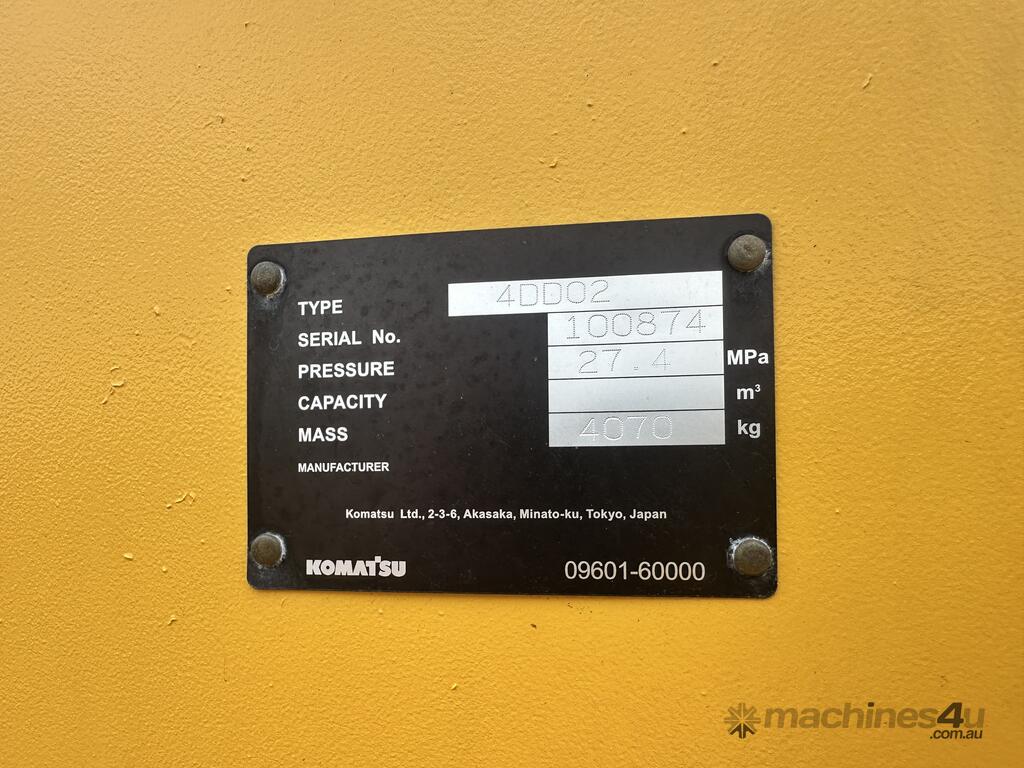 TYPE 4DD02
SERIAL No. 100874
PRESSURE 27.4 MPa
CAPACITY m³
MASS 4070 kg
MANUFACTURER
Komatsu Ltd., 2-3-6, Akasaka, Minato-ku, Tokyo, Japan
KOMATSU 09601-60000
machines4u
.com.au